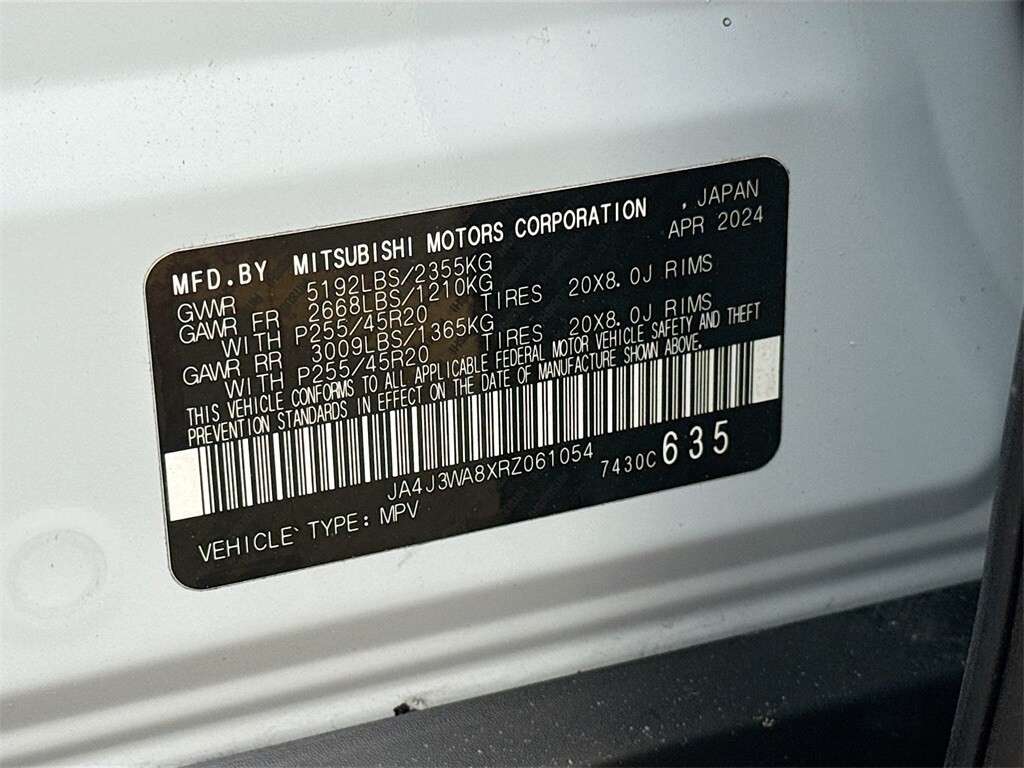 MFD.BY MITSUBISHI MOTORS CORPORATION , JAPAN
APR 2024
GVWR 5192LBS/2355KG
GAWR FR 2668LBS/1210KG
WITH P255/45R20 TIRES 20X8.0J RIMS
GAWR RR 3009LBS/1365KG
WITH P255/45R20 TIRES 20X8.0J RIMS
THIS VEHICLE CONFORMS TO ALL APPLICABLE FEDERAL MOTOR VEHICLE SAFETY AND THEFT
PREVENTION STANDARDS IN EFFECT ON THE DATE OF MANUFACTURE SHOWN ABOVE.
JA4J3WA8XRZ061054 7430C 635
VEHICLE TYPE: MPV